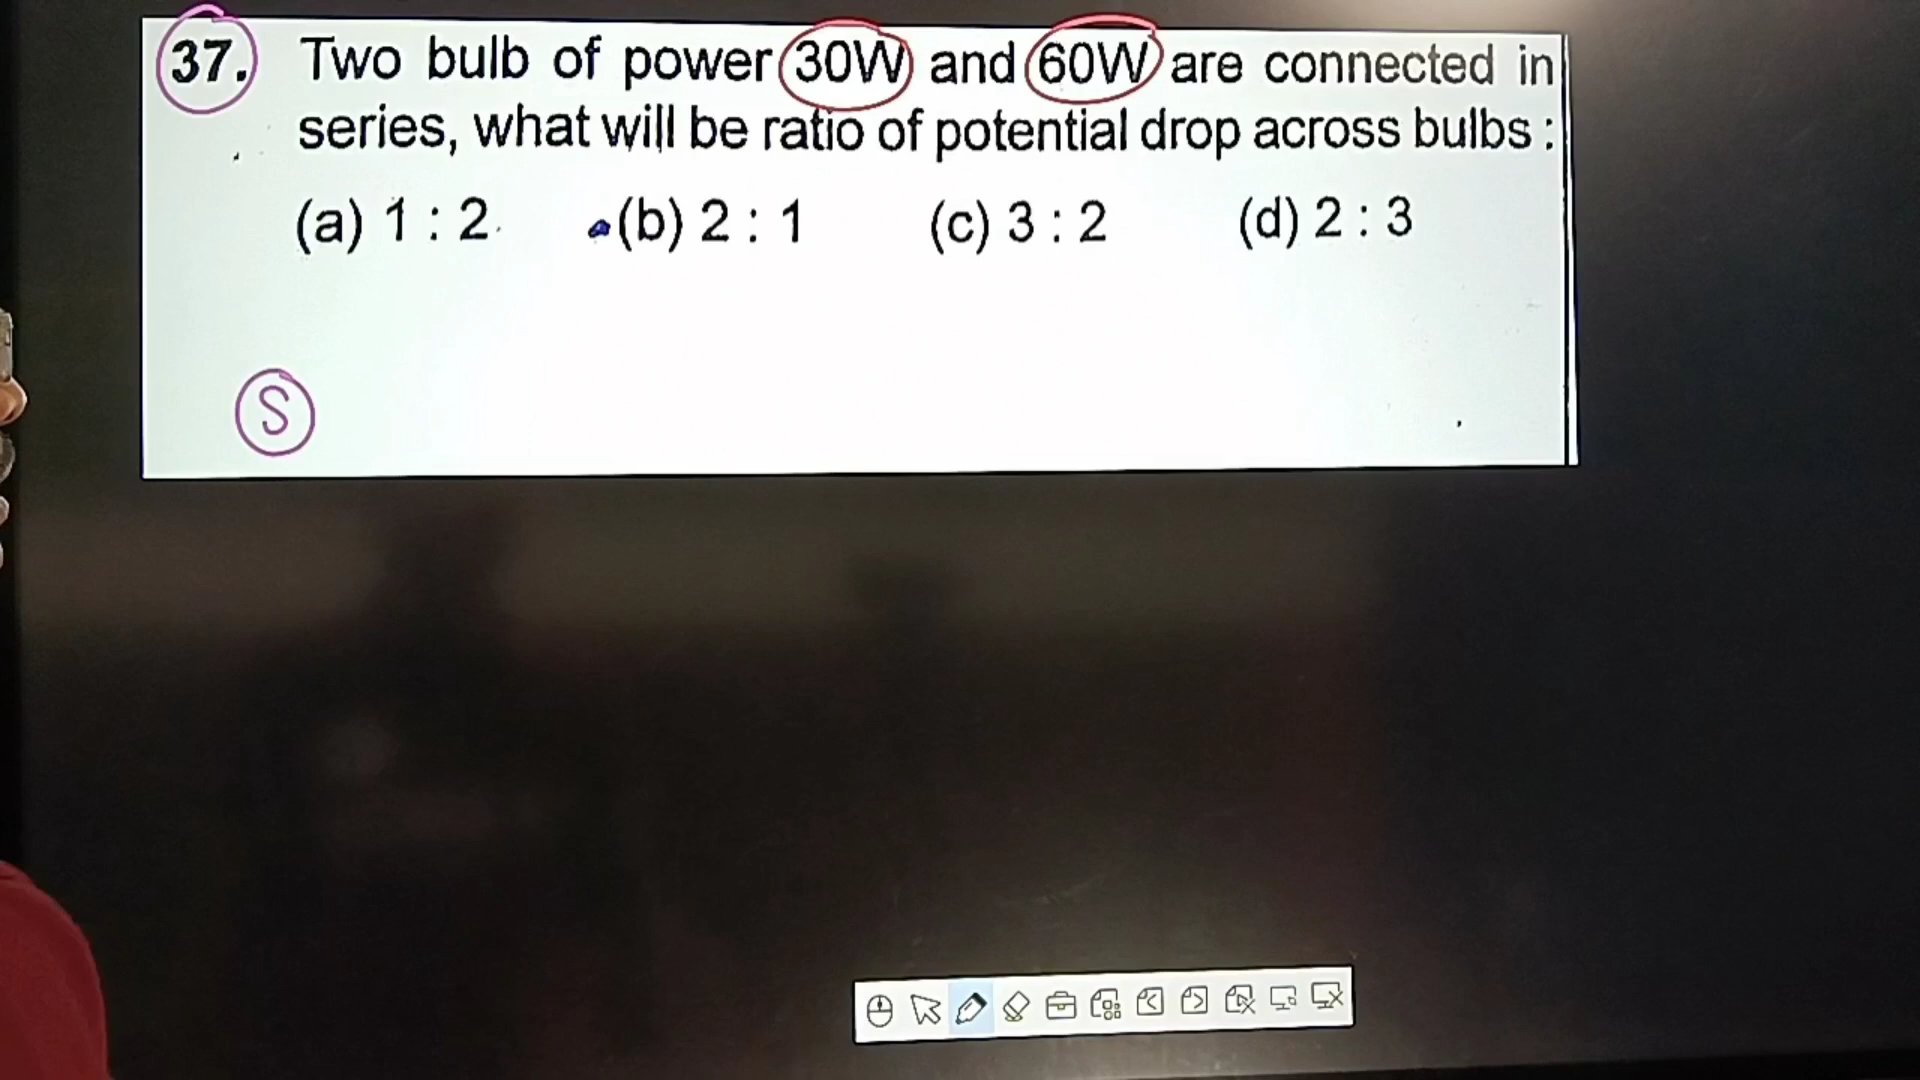 37. Two bulb of power 30W and 60W are connected in
series, what will be ratio of potential drop across bulbs :
(a) 1 : 2 (b) 2 : 1 (c) 3 : 2 (d) 2 : 3
S